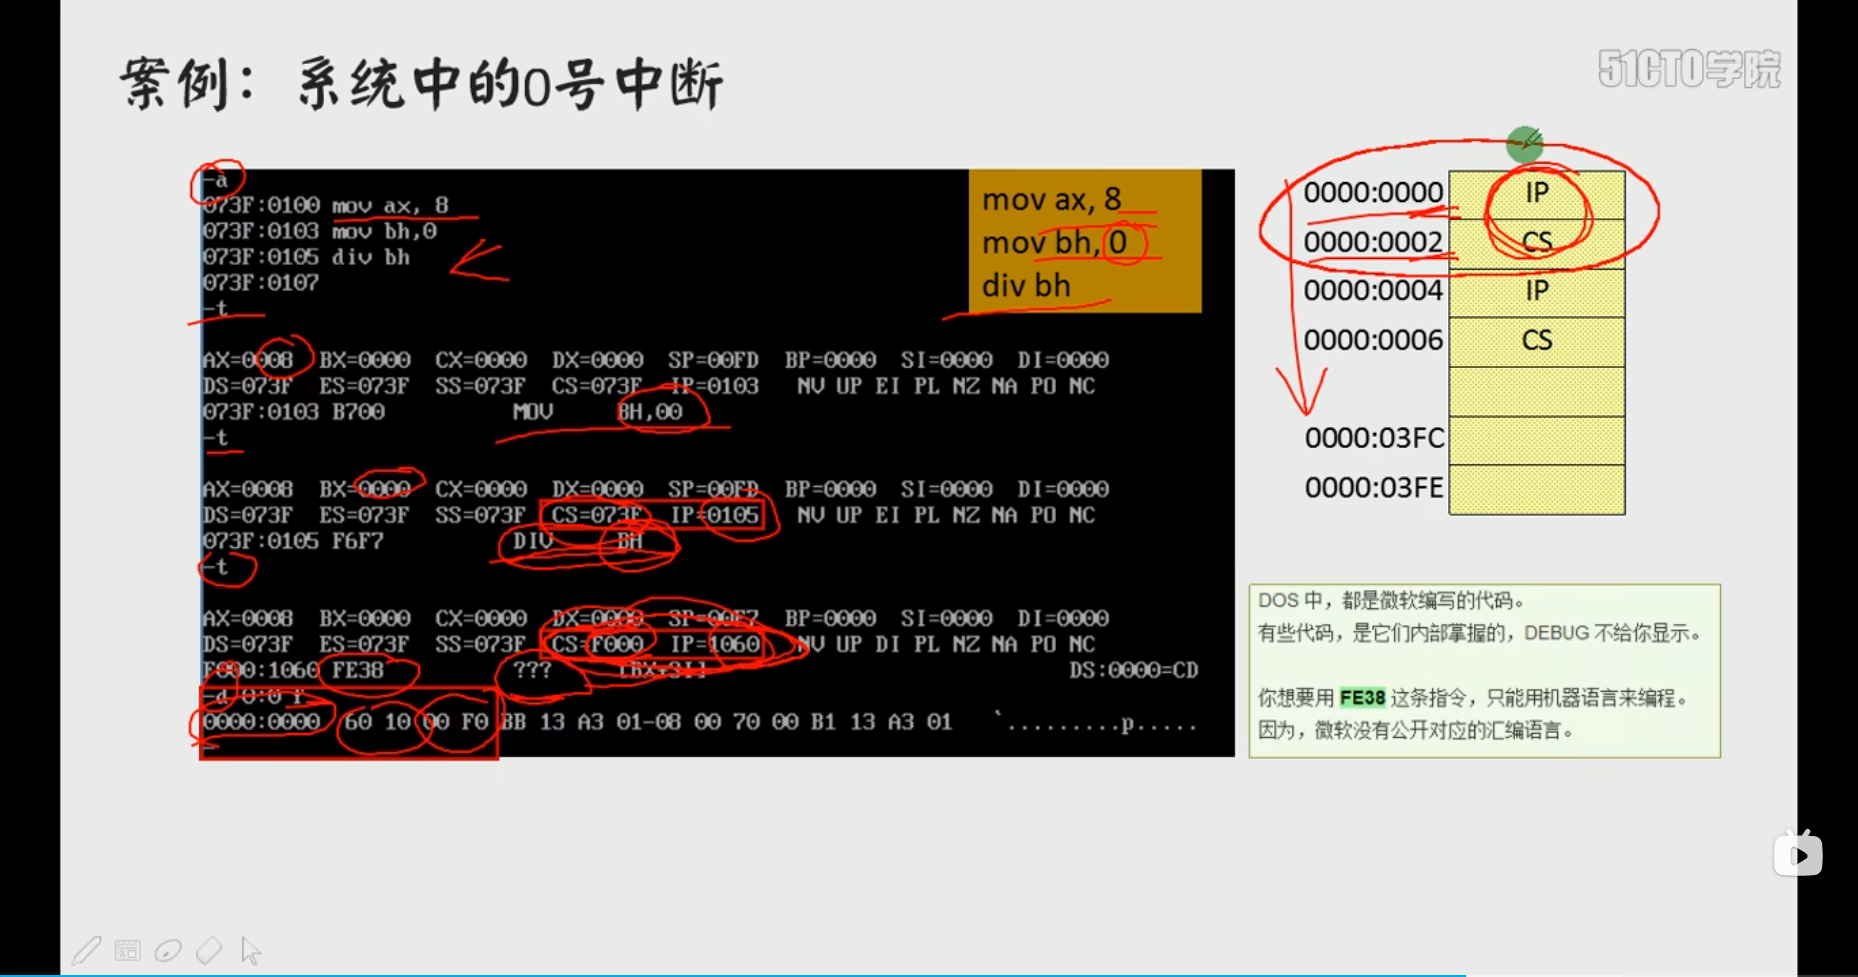 案例：系统中的0号中断
51CTO学院
-a
073F:0100 mov ax, 8
073F:0103 mov bh,0
073F:0105 div bh
073F:0107
-t
AX=0008 BX=0000 CX=0000 DX=0000 SP=00FD BP=0000 SI=0000 DI=0000
DS=073F ES=073F SS=073F CS=073F IP=0103 NV UP EI PL NZ NA PO NC
073F:0103 B700 MOV BH,00
-t
AX=0008 BX=0000 CX=0000 DX=0000 SP=00FD BP=0000 SI=0000 DI=0000
DS=073F ES=073F SS=073F CS=073F IP=0105 NV UP EI PL NZ NA PO NC
073F:0105 F6F7 DIV BH
-t
AX=0008 BX=0000 CX=0000 DX=0000 SP=00F7 BP=0000 SI=0000 DI=0000
DS=073F ES=073F SS=073F CS=F000 IP=1060 NV UP DI PL NZ NA PO NC
F000:1060 FE38 ??? [BX+SI] DS:0000=CD
-d 0:0 f
0000:0000 60 10 00 F0 BB 13 A3 01-08 00 70 00 B1 13 A3 01 `.........p.....
-
mov ax, 8
mov bh, 0
div bh
0000:0000 IP
0000:0002 CS
0000:0004 IP
0000:0006 CS
0000:03FC
0000:03FE
DOS 中，都是微软编写的代码。
有些代码，是它们内部掌握的，DEBUG 不给你显示。
你想要用 FE38 这条指令，只能用机器语言来编程。
因为，微软没有公开对应的汇编语言。